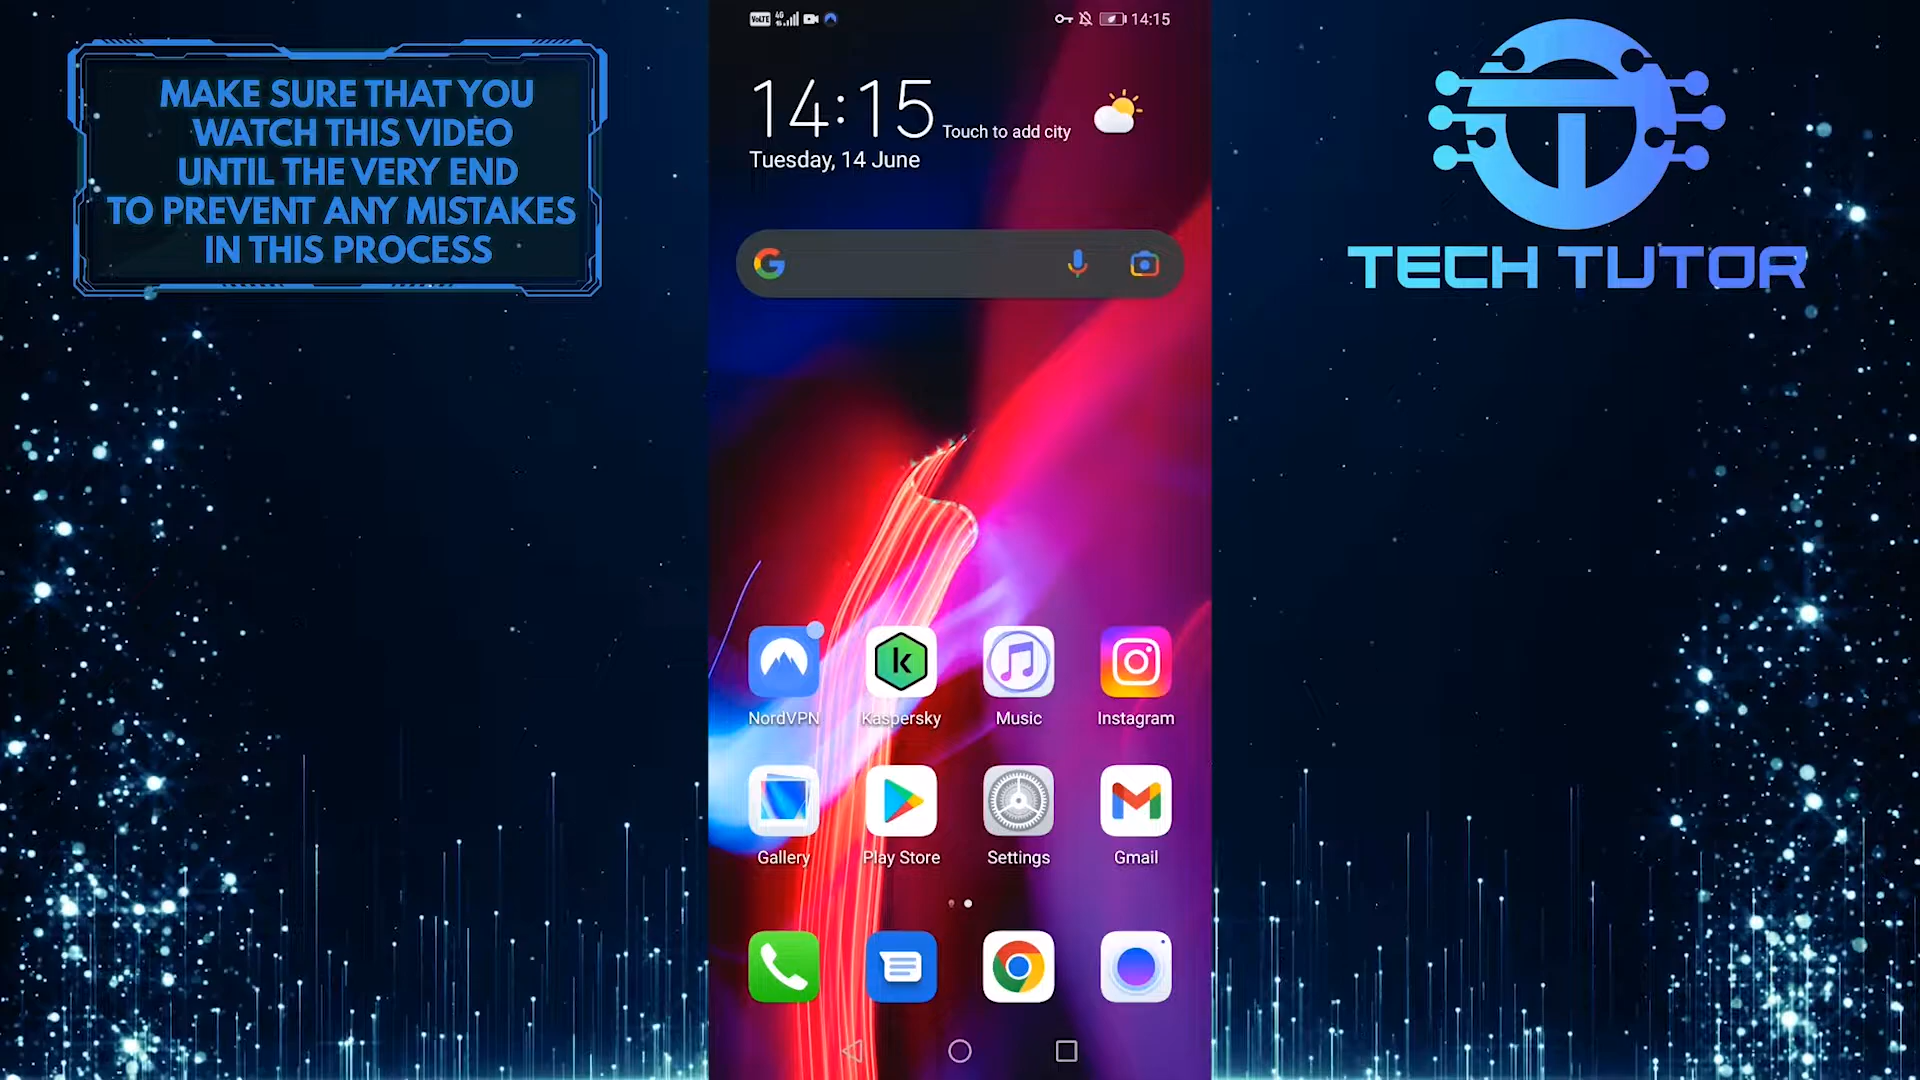 MAKE SURE THAT YOU
WATCH THIS VIDEO
UNTIL THE VERY END
TO PREVENT ANY MISTAKES
IN THIS PROCESS
VoLTE 4G 14:15
14:15 Touch to add city
Tuesday, 14 June
TECH TUTOR
NordVPN Kaspersky Music Instagram
Gallery Play Store Settings Gmail